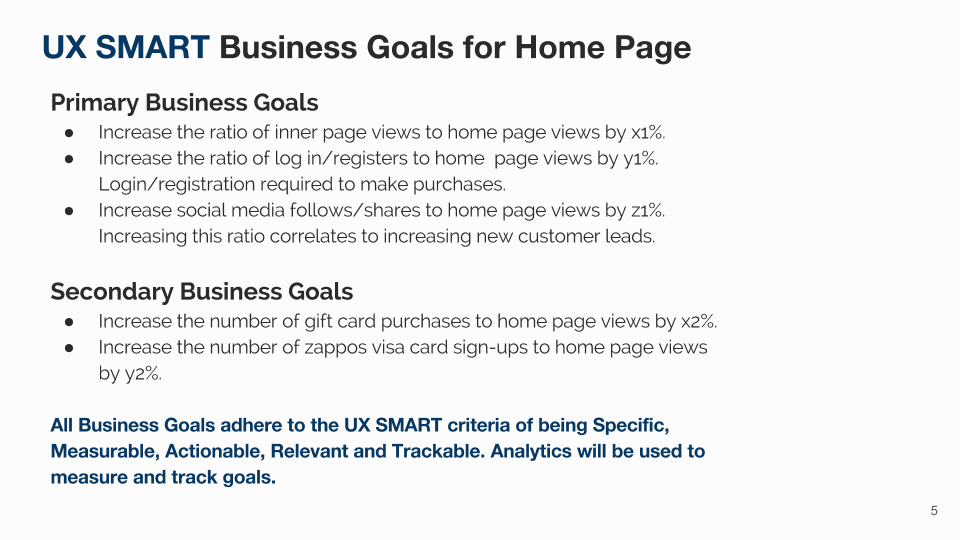 UX SMART Business Goals for Home Page
Primary Business Goals
● Increase the ratio of inner page views to home page views by x1%.
● Increase the ratio of log in/registers to home  page views by y1%.
Login/registration required to make purchases.
● Increase social media follows/shares to home page views by z1%.
Increasing this ratio correlates to increasing new customer leads.
Secondary Business Goals
● Increase the number of gift card purchases to home page views by x2%.
● Increase the number of zappos visa card sign-ups to home page views
by y2%.
All Business Goals adhere to the UX SMART criteria of being Specific,
Measurable, Actionable, Relevant and Trackable. Analytics will be used to
measure and track goals.
5